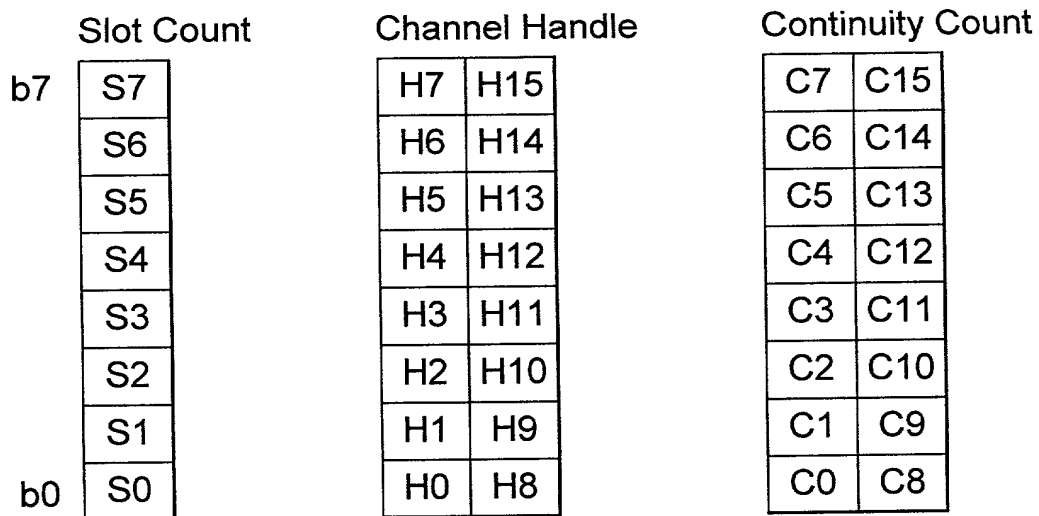 Slot Count Channel Handle Continuity Count
b7 S7 H7 H15 C7 C15
S6 H6 H14 C6 C14
S5 H5 H13 C5 C13
S4 H4 H12 C4 C12
S3 H3 H11 C3 C11
S2 H2 H10 C2 C10
S1 H1 H9 C1 C9
b0 S0 H0 H8 C0 C8